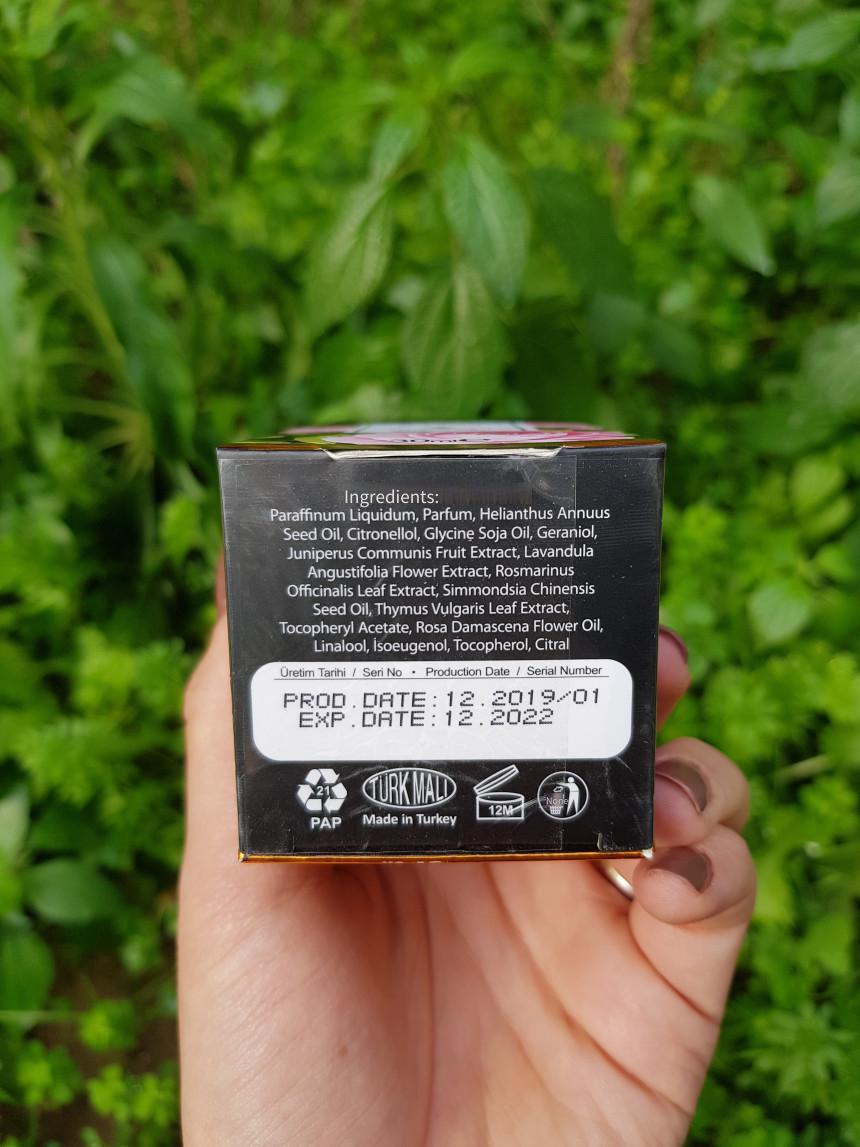 Ingredients:
Paraffinum Liquidum, Parfum, Helianthus Annuus
Seed Oil, Citronellol, Glycine Soja Oil, Geraniol,
Juniperus Communis Fruit Extract, Lavandula
Angustifolia Flower Extract, Rosmarinus
Officinalis Leaf Extract, Simmondsia Chinensis
Seed Oil, Thymus Vulgaris Leaf Extract,
Tocopheryl Acetate, Rosa Damascena Flower Oil,
Linalool, İsoeugenol, Tocopherol, Citral
Üretim Tarihi / Seri No • Production Date / Serial Number
PROD.DATE:12.2019/01
EXP.DATE:12.2022
21
PAP
TÜRK MALI
Made in Turkey
12M
None